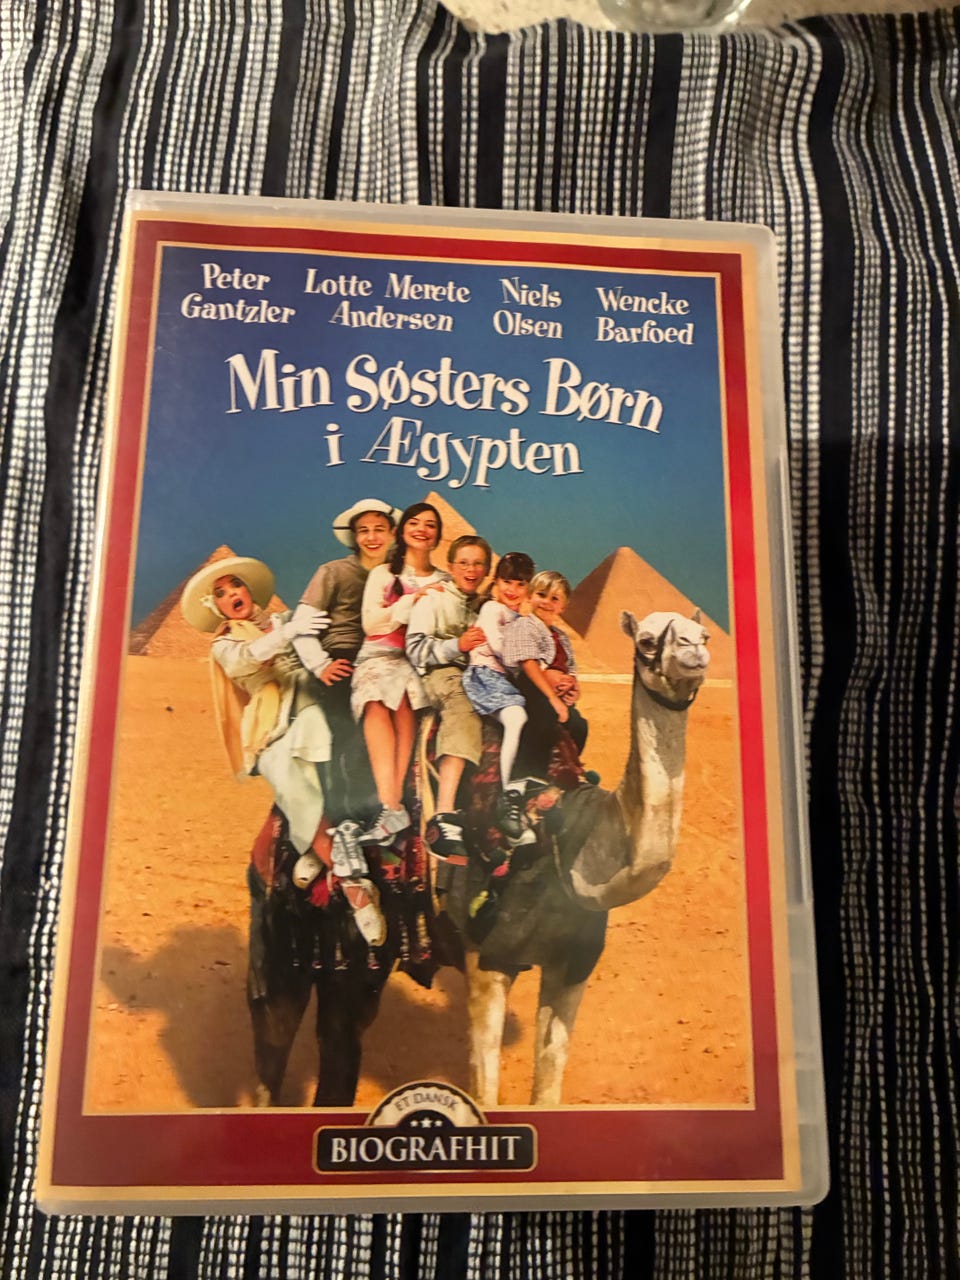 Peter Gantzler
Lotte Merete Andersen
Niels Olsen
Wencke Barfoed
Min Søsters Børn
i Ægypten
ET DANSK
BIOGRAFHIT